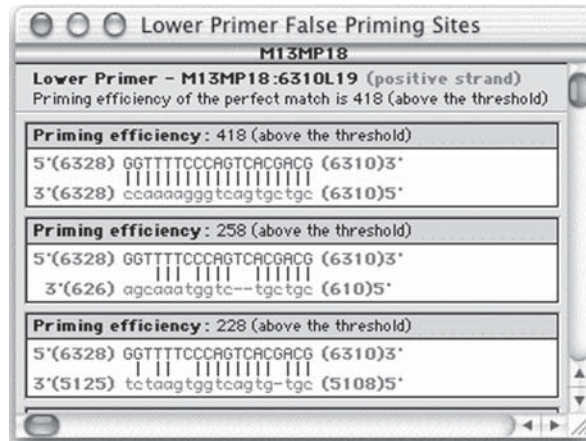 Lower Primer False Priming Sites
M13MP18
Lower Primer - M13MP18:6310L19 (positive strand)
Priming efficiency of the perfect match is 418 (above the threshold)
Priming efficiency: 418 (above the threshold)
5'(6328) GGTTTTCCCAGTCACGACG (6310)3'
3'(6328) ccaaaagggtcagtgctgc (6310)5'
Priming efficiency: 258 (above the threshold)
5'(6328) GGTTTTCCCAGTCACGACG (6310)3'
3'(626) agcaaatggtc--tgctgc (610)5'
Priming efficiency: 228 (above the threshold)
5'(6328) GGTTTTCCCAGTCACGACG (6310)3'
3'(5125) tctaagtggtcagtg-tgc (5108)5'